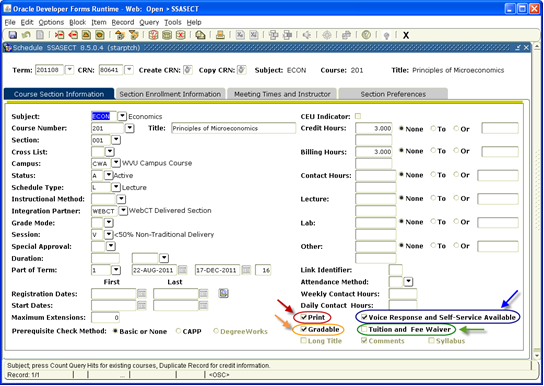 Oracle Developer Forms Runtime - Web: Open > SSASECT
File Edit Options Block Item Record Query Tools Help
X
Schedule SSASECT 8.5.0.4 (starptch)
Term: 201108 CRN: 80641 Create CRN: Copy CRN: Subject: ECON Course: 201 Title: Principles of Microeconomics
Course Section Information Section Enrollment Information Meeting Times and Instructor Section Preferences
Subject: ECON Economics CEU Indicator:
Course Number: 201 Title: Principles of Microeconomics Credit Hours: 3.000 None To Or
Section: 001
Cross List: Billing Hours: 3.000 None To Or
Campus: CWA WVU Campus Course
Status: A Active Contact Hours: None To Or
Schedule Type: L Lecture
Instructional Method: Lecture: None To Or
Integration Partner: WEBCT WebCT Delivered Section
Grade Mode: Lab: None To Or
Session: V <50% Non-Traditional Delivery
Special Approval: Other: None To Or
Duration:
Part of Term: 1 22-AUG-2011 17-DEC-2011 16 Link Identifier:
First Last Attendance Method:
Registration Dates: Weekly Contact Hours:
Start Dates: Daily Contact Hours:
Maximum Extensions: 0 Print Voice Response and Self-Service Available
Prerequisite Check Method: Basic or None CAPP DegreeWorks Gradable Tuition and Fee Waiver
Long Title Comments Syllabus
Subject; press Count Query Hits for existing courses, Duplicate Record for credit information.
Record: 1/1 ... <OSC>